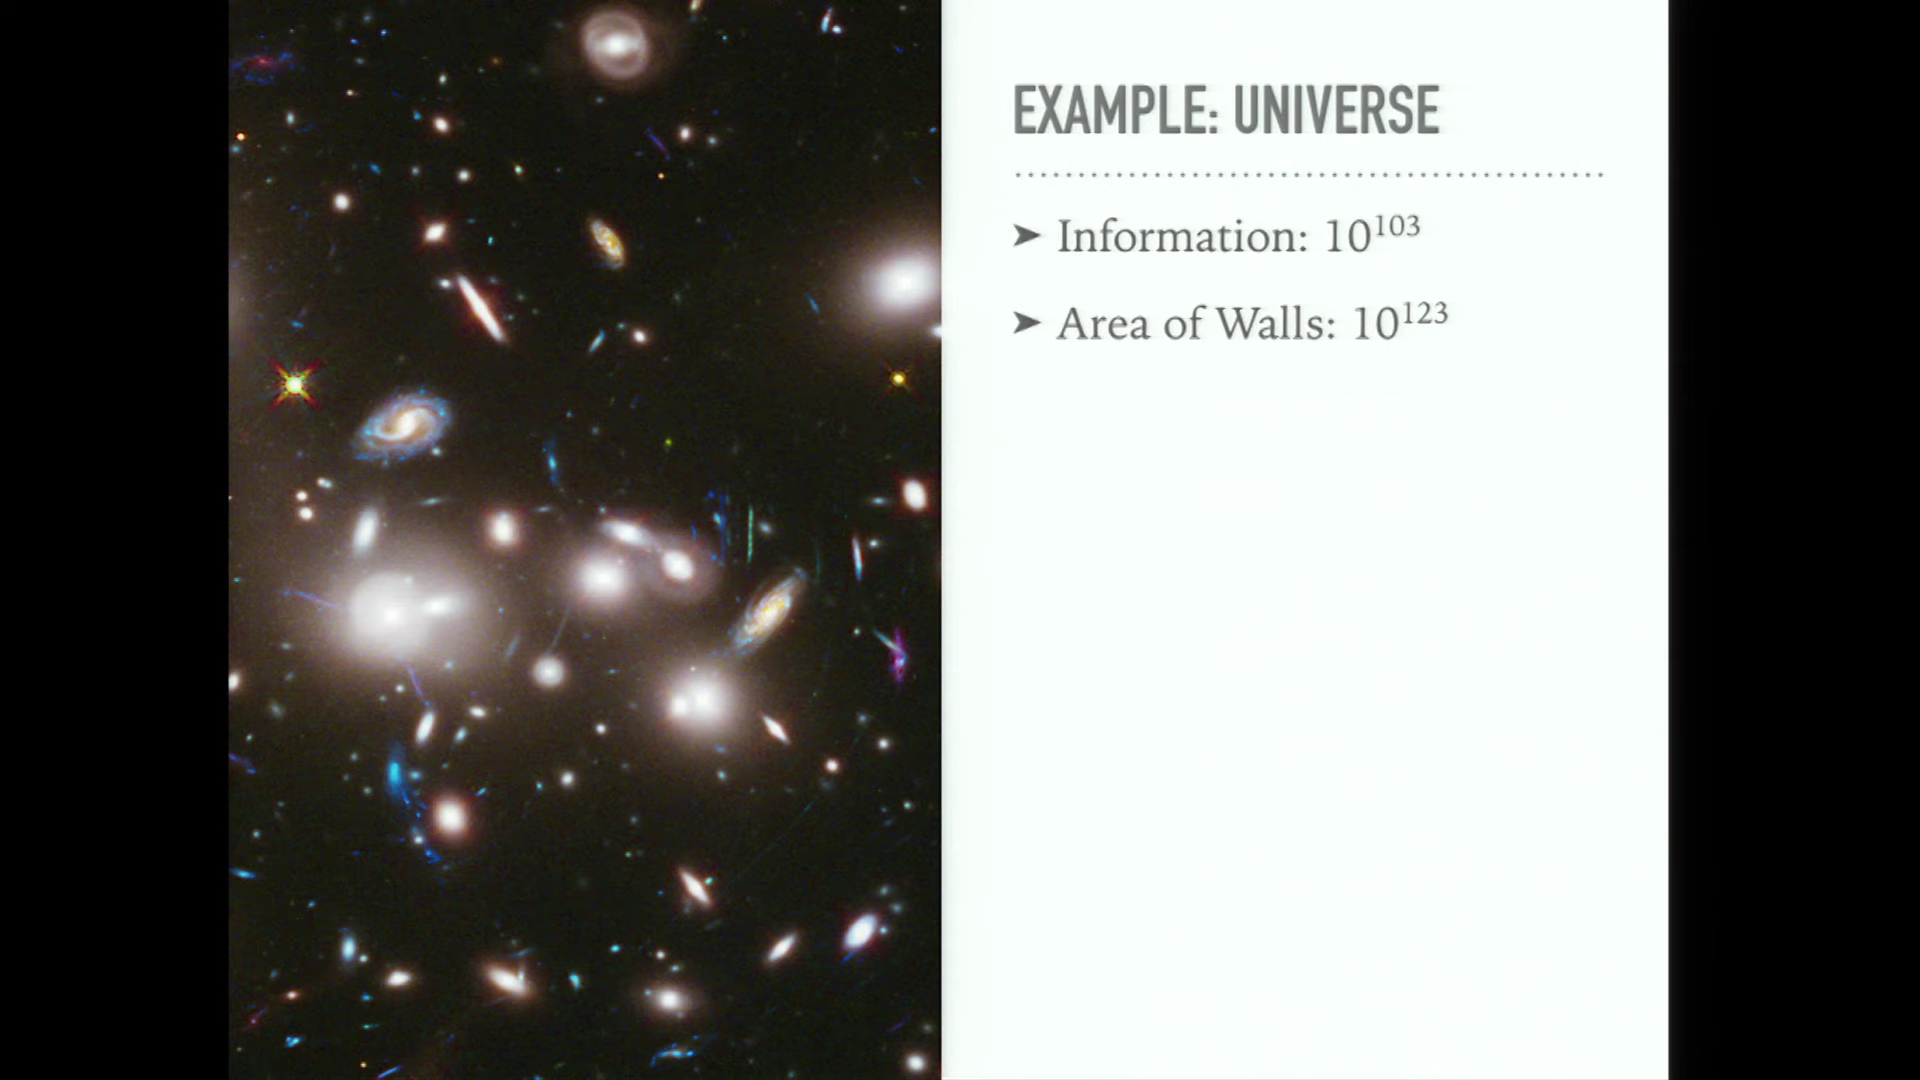 EXAMPLE: UNIVERSE
➤ Information: 10¹⁰³
➤ Area of Walls: 10¹²³